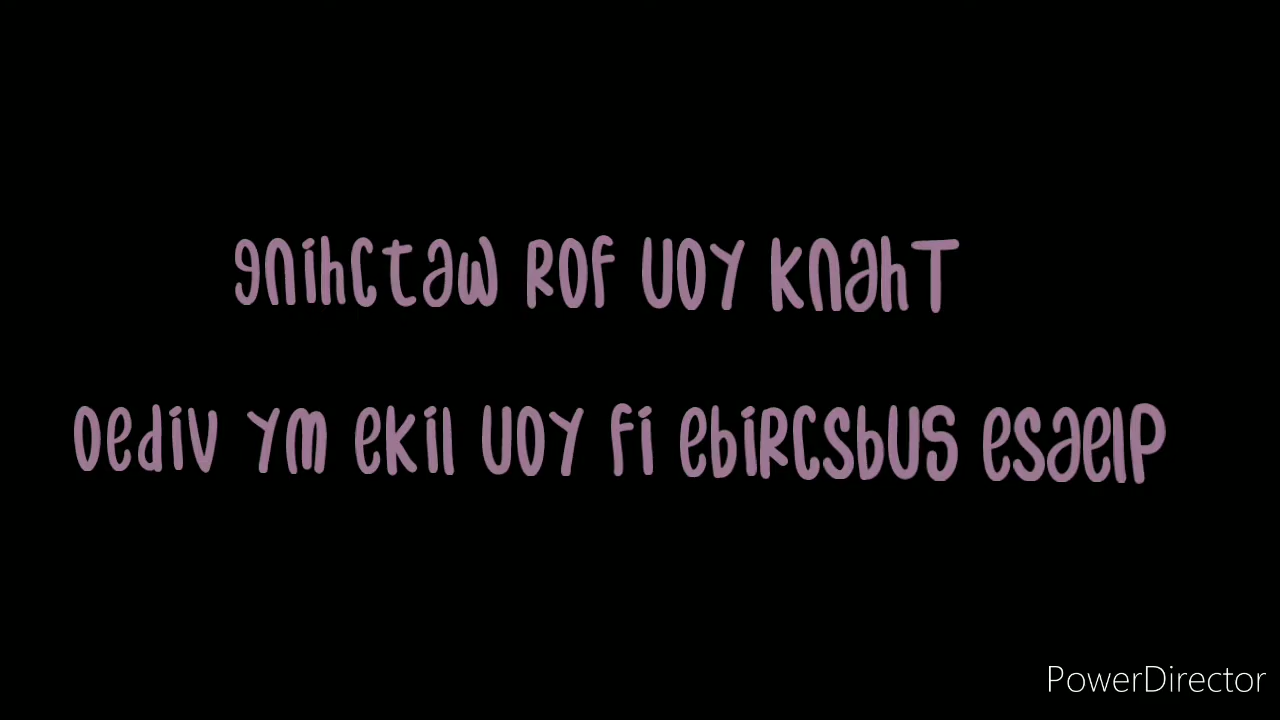 gnihCtaw RoF UoY KnahT
oediv Ym ekil UoY Fi ebiRCsbUS esaelP
PowerDirector